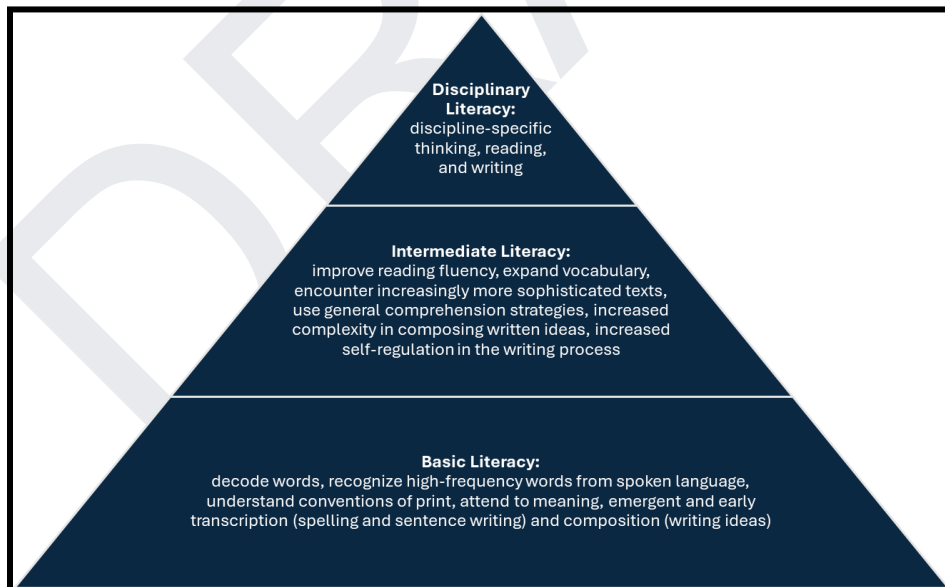 Disciplinary
Literacy:
discipline-specific
thinking, reading,
and writing
Intermediate Literacy:
improve reading fluency, expand vocabulary,
encounter increasingly more sophisticated texts,
use general comprehension strategies, increased
complexity in composing written ideas, increased
self-regulation in the writing process
Basic Literacy:
decode words, recognize high-frequency words from spoken language,
understand conventions of print, attend to meaning, emergent and early
transcription (spelling and sentence writing) and composition (writing ideas)